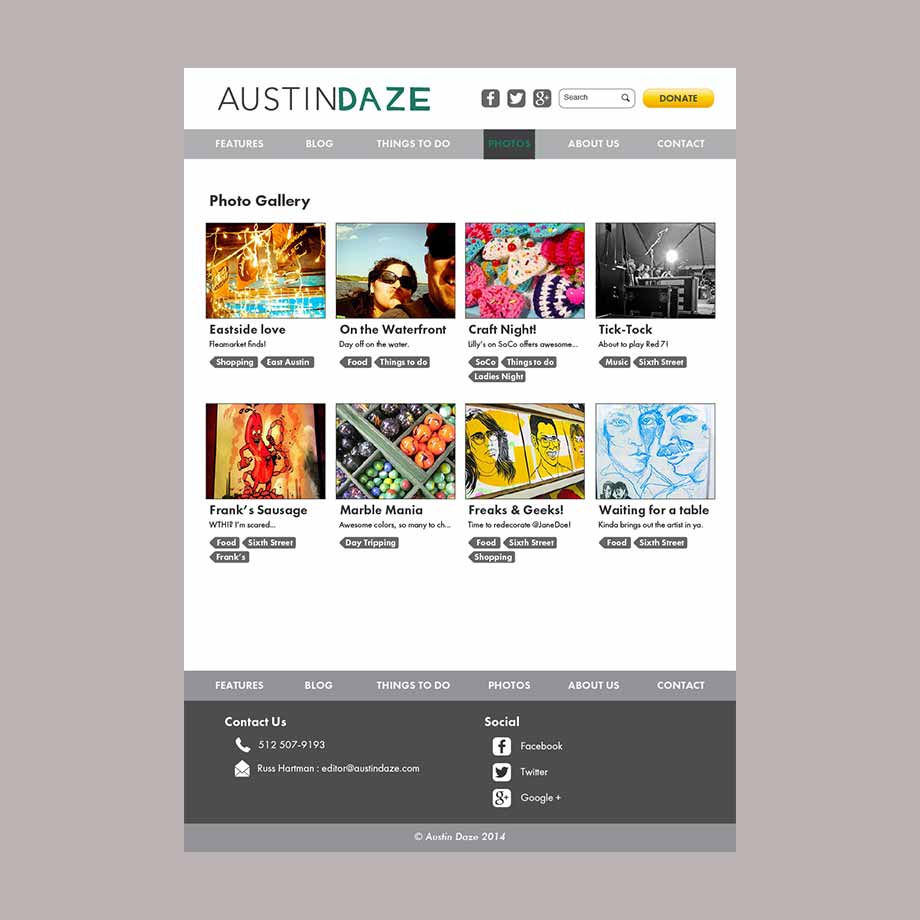 AUSTINDAZE
Search
DONATE
FEATURES BLOG THINGS TO DO PHOTOS ABOUT US CONTACT
Photo Gallery
Eastside love
Fleamarket finds!
Shopping East Austin
On the Waterfront
Day off on the water.
Food Things to do
Craft Night!
Lilly's on SoCo offers awesome...
SoCo Things to do
Ladies Night
Tick-Tock
About to play Red 7!
Music Sixth Street
Frank's Sausage
WTH!? I'm scared...
Food Sixth Street
Frank's
Marble Mania
Awesome colors, so many to ch...
Day Tripping
Freaks & Geeks!
Time to redecorate @JaneDoe!
Food Sixth Street
Shopping
Waiting for a table
Kinda brings out the artist in ya.
Food Sixth Street
FEATURES BLOG THINGS TO DO PHOTOS ABOUT US CONTACT
Contact Us
512 507-9193
Russ Hartman : editor@austindaze.com
Social
Facebook
Twitter
Google +
© Austin Daze 2014